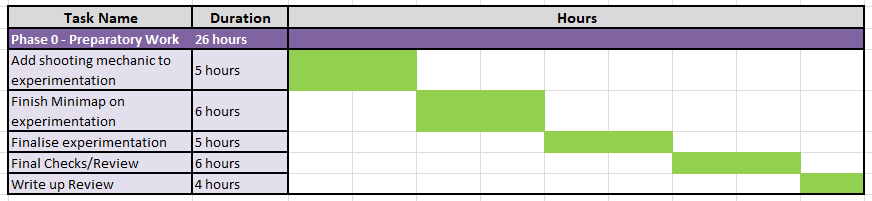 Task Name Duration Hours
Phase 0 - Preparatory Work 26 hours
Add shooting mechanic to
experimentation 5 hours
Finish Minimap on
experimentation 6 hours
Finalise experimentation 5 hours
Final Checks/Review 6 hours
Write up Review 4 hours